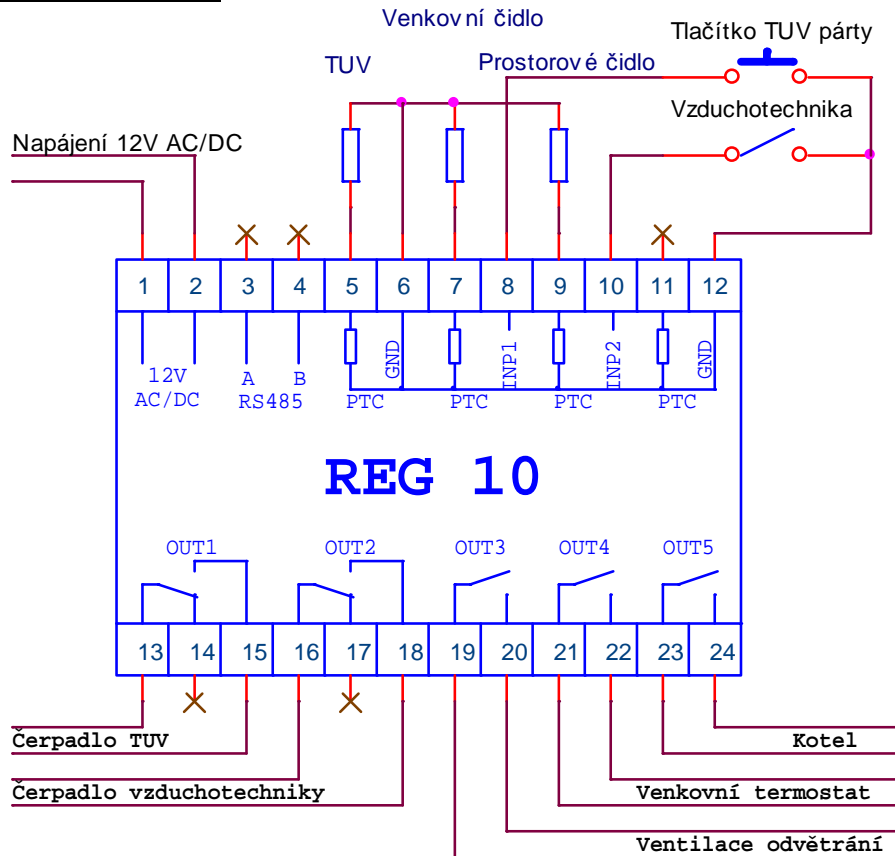 Venkovní čidlo
Tlačítko TUV párty
TUV
Prostorové čidlo
Vzduchotechnika
Napájení 12V AC/DC
1 2 3 4 5 6 7 8 9 10 11 12
GND INP1 INP2 GND
12V A B
AC/DC RS485 PTC PTC PTC PTC
REG 10
OUT1 OUT2 OUT3 OUT4 OUT5
13 14 15 16 17 18 19 20 21 22 23 24
Čerpadlo TUV
Kotel
Čerpadlo vzduchotechniky
Venkovní termostat
Ventilace odvětrání